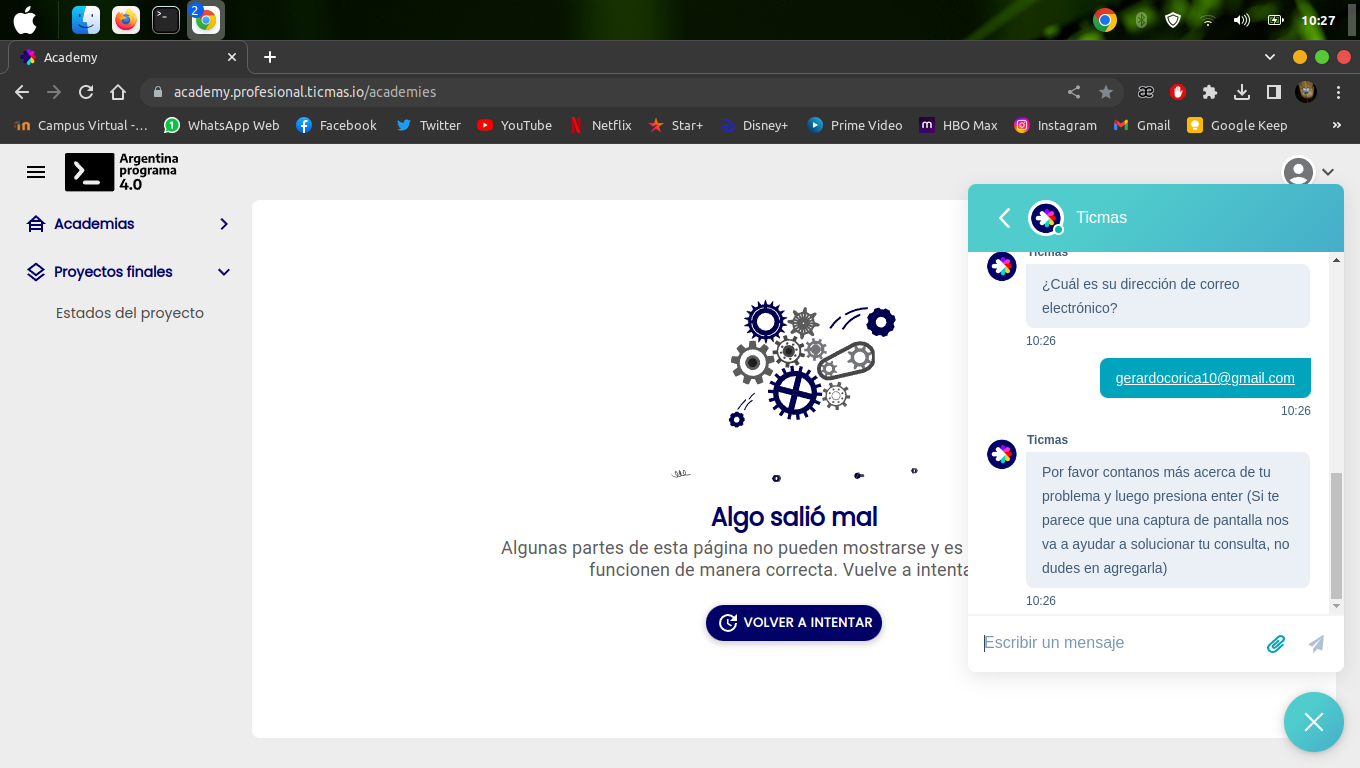 2
10:27
Academy
academy.profesional.ticmas.io/academies
Campus Virtual -...
WhatsApp Web
Facebook
Twitter
YouTube
Netflix
Star+
Disney+
Prime Video
HBO Max
Instagram
Gmail
Google Keep
»
Argentina
programa
4.0
Academias
Proyectos finales
Estados del proyecto
Algo salió mal
Algunas partes de esta página no pueden mostrarse y es
funcionen de manera correcta. Vuelve a intenta
VOLVER A INTENTAR
Ticmas
Ticmas
¿Cuál es su dirección de correo
electrónico?
10:26
gerardocorica10@gmail.com
10:26
Ticmas
Por favor contanos más acerca de tu
problema y luego presiona enter (Si te
parece que una captura de pantalla nos
va a ayudar a solucionar tu consulta, no
dudes en agregarla)
10:26
Escribir un mensaje